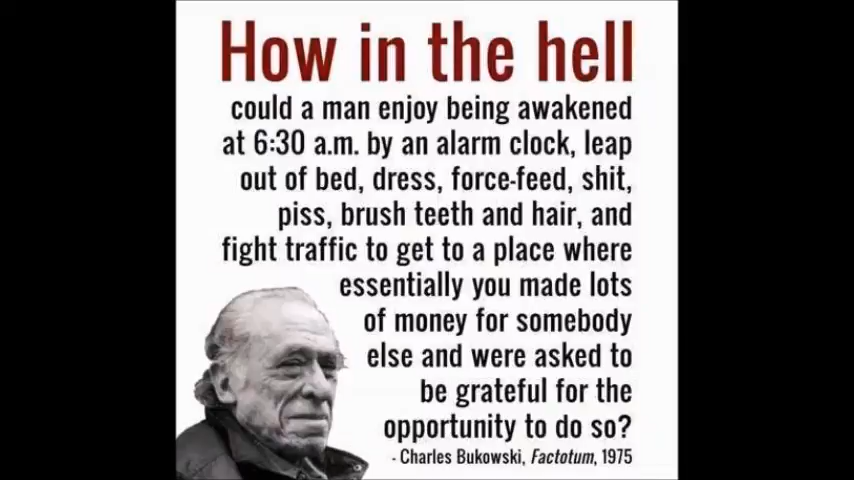 How in the hell
could a man enjoy being awakened
at 6:30 a.m. by an alarm clock, leap
out of bed, dress, force-feed, shit,
piss, brush teeth and hair, and
fight traffic to get to a place where
essentially you made lots
of money for somebody
else and were asked to
be grateful for the
opportunity to do so?
- Charles Bukowski, Factotum, 1975